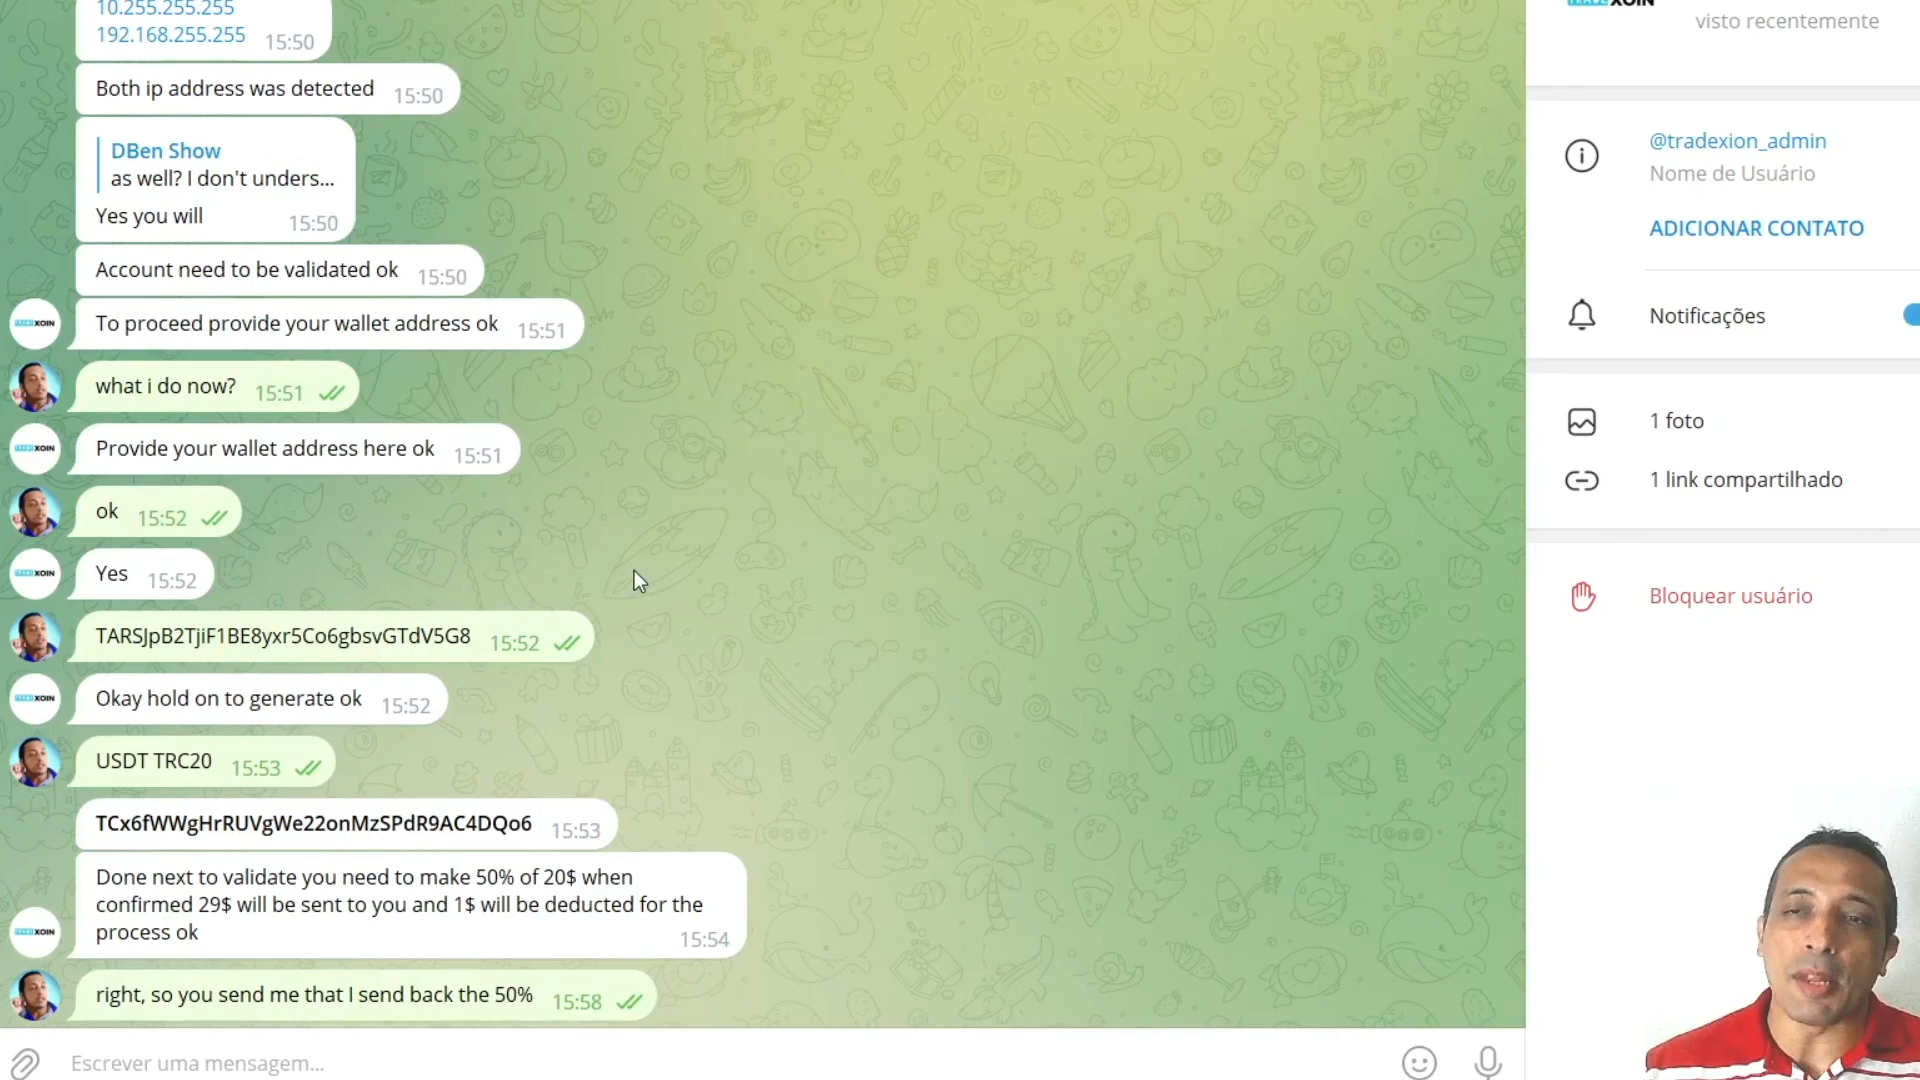 10.255.255.255
192.168.255.255 15:50
Both ip address was detected 15:50
DBen Show
as well? I don't unders...
Yes you will 15:50
Account need to be validated ok 15:50
To proceed provide your wallet address ok 15:51
what i do now? 15:51
Provide your wallet address here ok 15:51
ok 15:52
Yes 15:52
TARSJpB2TjiF1BE8yxr5Co6gbsvGTdV5G8 15:52
Okay hold on to generate ok 15:52
USDT TRC20 15:53
TCx6fWWgHrRUVgWe22onMzSPdR9AC4DQo6 15:53
Done next to validate you need to make 50% of 20$ when
confirmed 29$ will be sent to you and 1$ will be deducted for the
process ok 15:54
right, so you send me that I send back the 50% 15:58
Escrever uma mensagem...
visto recentemente
@tradexion_admin
Nome de Usuário
ADICIONAR CONTATO
Notificações
1 foto
1 link compartilhado
Bloquear usuário